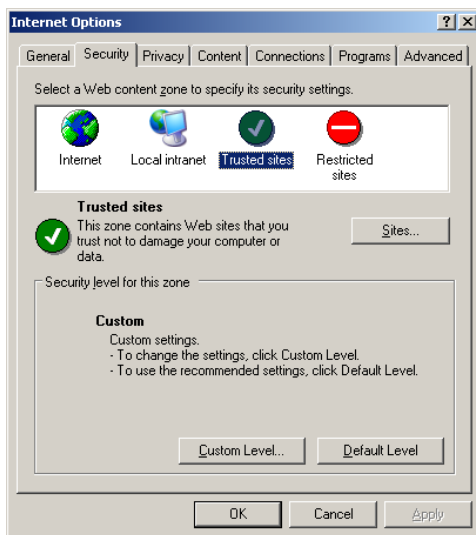 Internet Options
General Security Privacy Content Connections Programs Advanced
Select a Web content zone to specify its security settings.
Internet Local intranet Trusted sites Restricted
sites
Trusted sites
This zone contains Web sites that you
trust not to damage your computer or
data.
Sites...
Security level for this zone
Custom
Custom settings.
- To change the settings, click Custom Level.
- To use the recommended settings, click Default Level.
Custom Level... Default Level
OK Cancel Apply